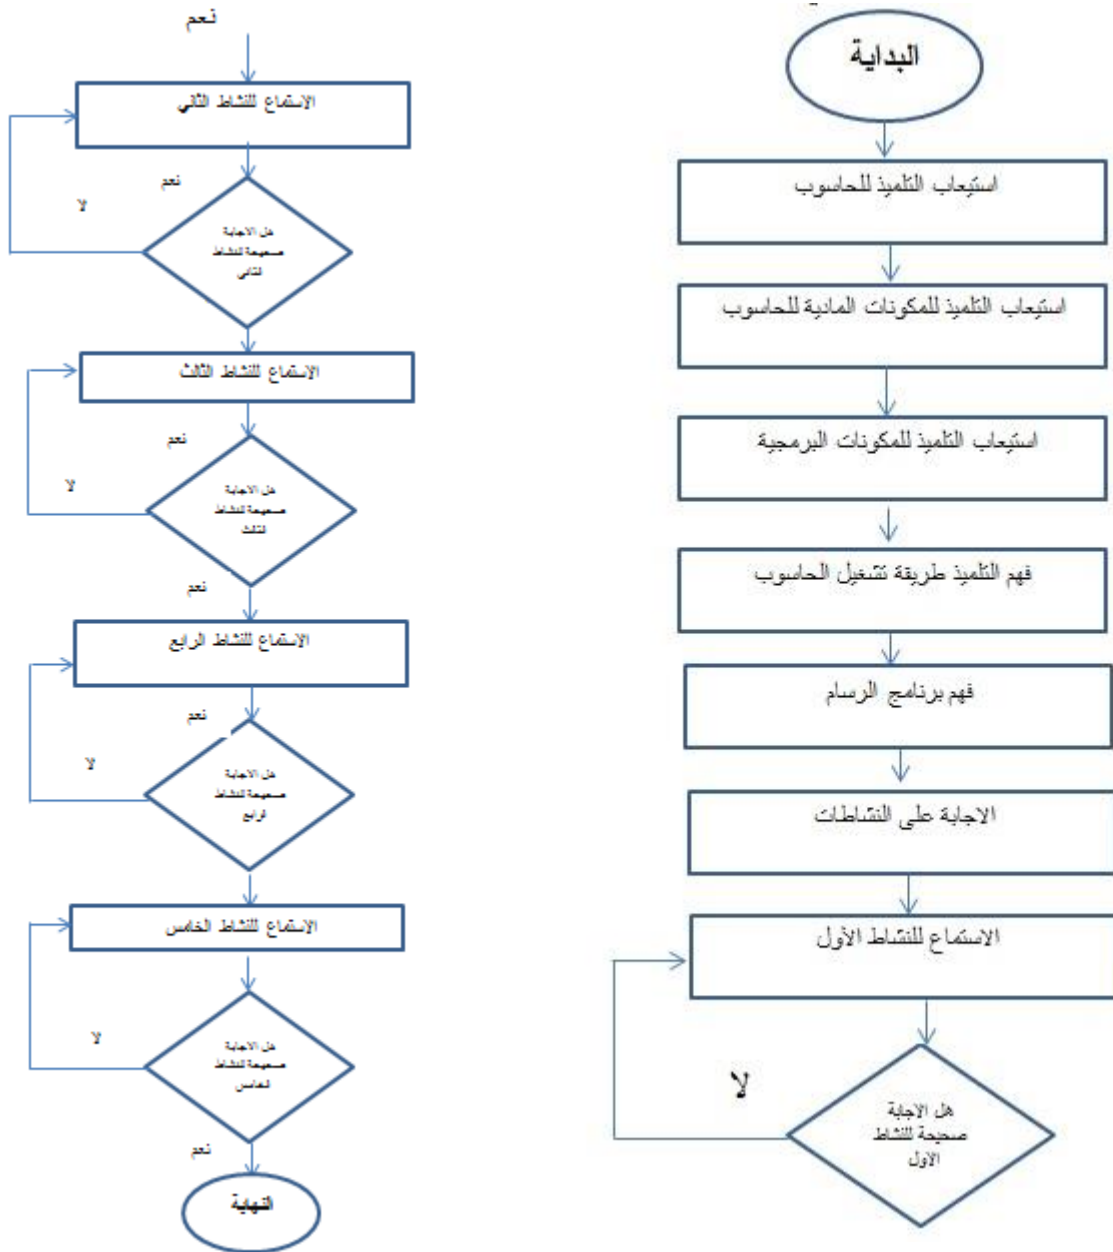 البداية
استيعاب التلميذ للحاسوب
استيعاب التلميذ للمكونات المادية للحاسوب
استيعاب التلميذ للمكونات البرمجية
فهم التلميذ طريقة تشغيل الحاسوب
فهم برنامج الرسام
الاجابة على النشاطات
الاستماع للنشاط الأول
لا
هل الاجابة
صحيحة للنشاط
الاول
نعم
الاستماع للنشاط الثاني
نعم
لا
هل الاجابة
صحيحة للنشاط
الثاني
الاستماع للنشاط الثالث
نعم
لا
هل الاجابة
صحيحة للنشاط
الثالث
نعم
الاستماع للنشاط الرابع
نعم
لا
هل الاجابة
صحيحة للنشاط
الرابع
الاستماع للنشاط الخامس
لا
هل الاجابة
صحيحة للنشاط
الخامس
نعم
النهاية